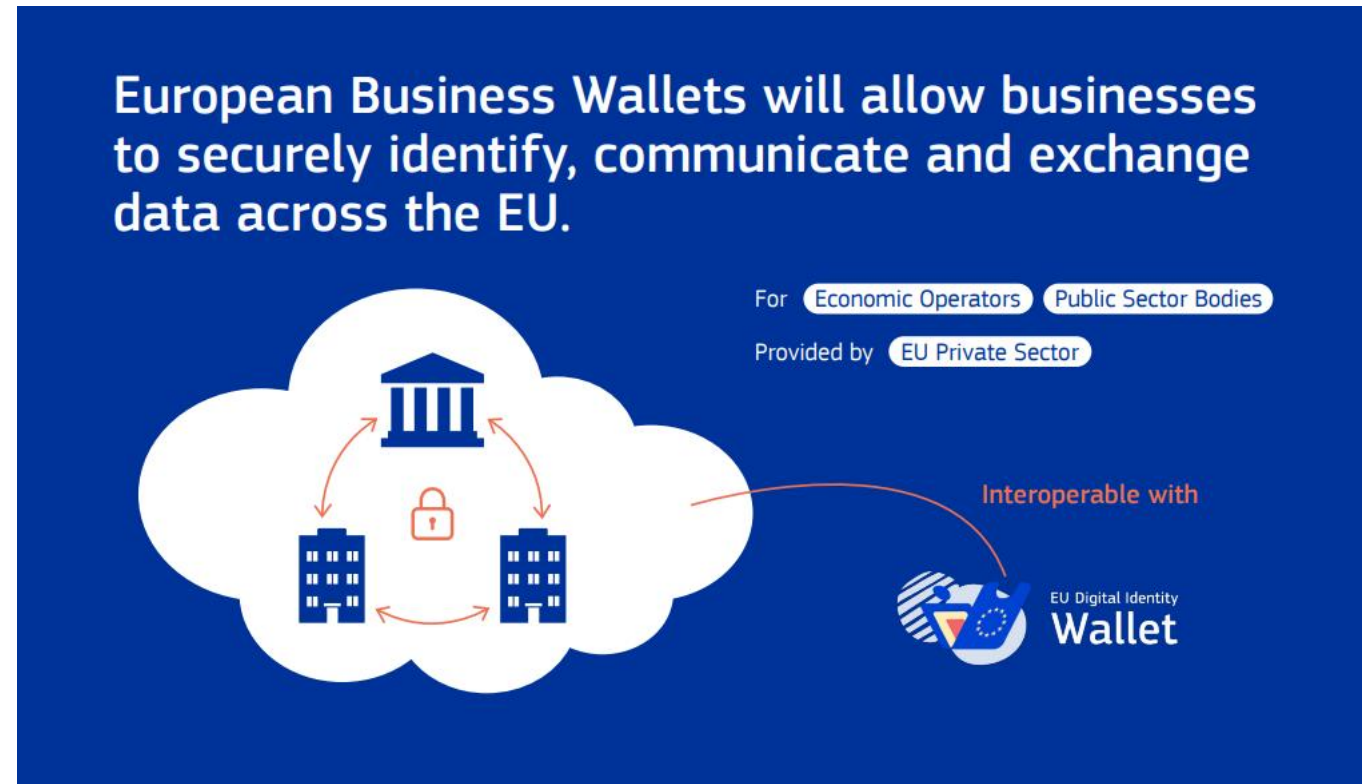 European Business Wallets will allow businesses
to securely identify, communicate and exchange
data across the EU.
For Economic Operators Public Sector Bodies
Provided by EU Private Sector
Interoperable with
EU Digital Identity
Wallet